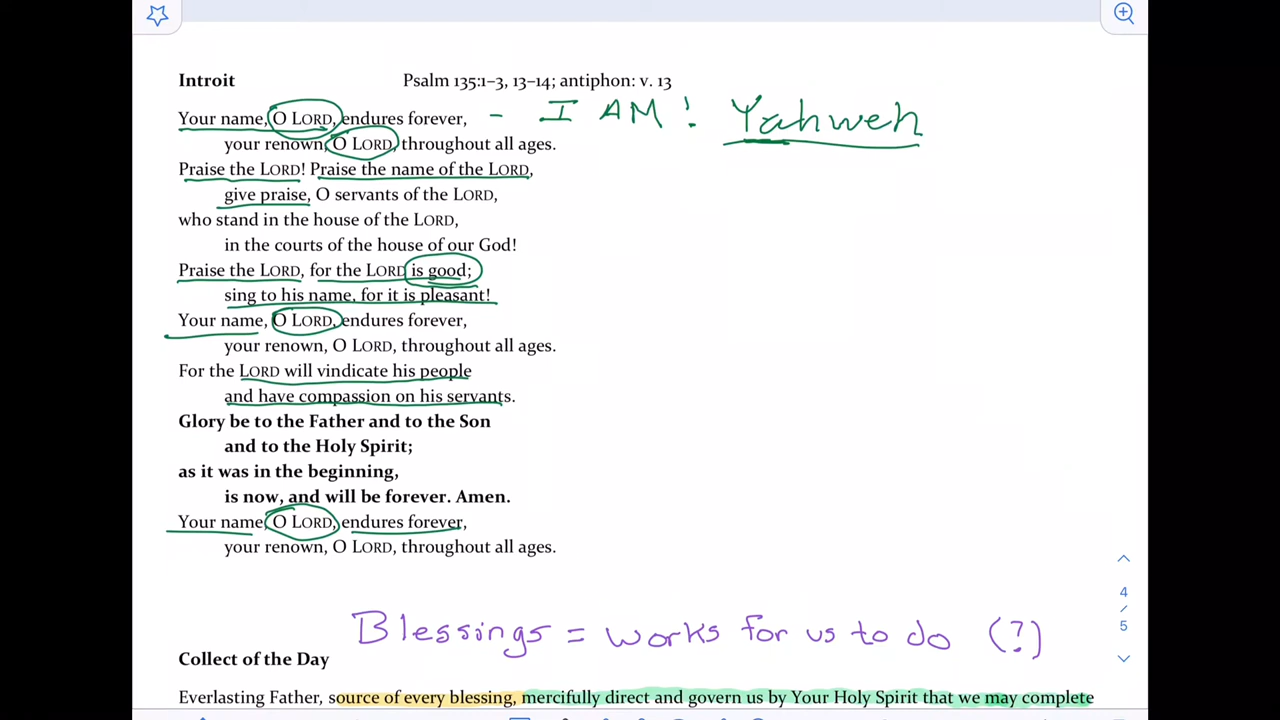 Introit Psalm 135:1–3, 13–14; antiphon: v. 13
Your name, O LORD, endures forever, - I AM! Yahweh
your renown, O LORD, throughout all ages.
Praise the LORD! Praise the name of the LORD,
give praise, O servants of the LORD,
who stand in the house of the LORD,
in the courts of the house of our God!
Praise the LORD, for the LORD is good;
sing to his name, for it is pleasant!
Your name, O LORD, endures forever,
your renown, O LORD, throughout all ages.
For the LORD will vindicate his people
and have compassion on his servants.
Glory be to the Father and to the Son
and to the Holy Spirit;
as it was in the beginning,
is now, and will be forever. Amen.
Your name, O LORD, endures forever,
your renown, O LORD, throughout all ages.
4
/
5
Blessings = works for us to do (?)
Collect of the Day
Everlasting Father, source of every blessing, mercifully direct and govern us by Your Holy Spirit that we may complete